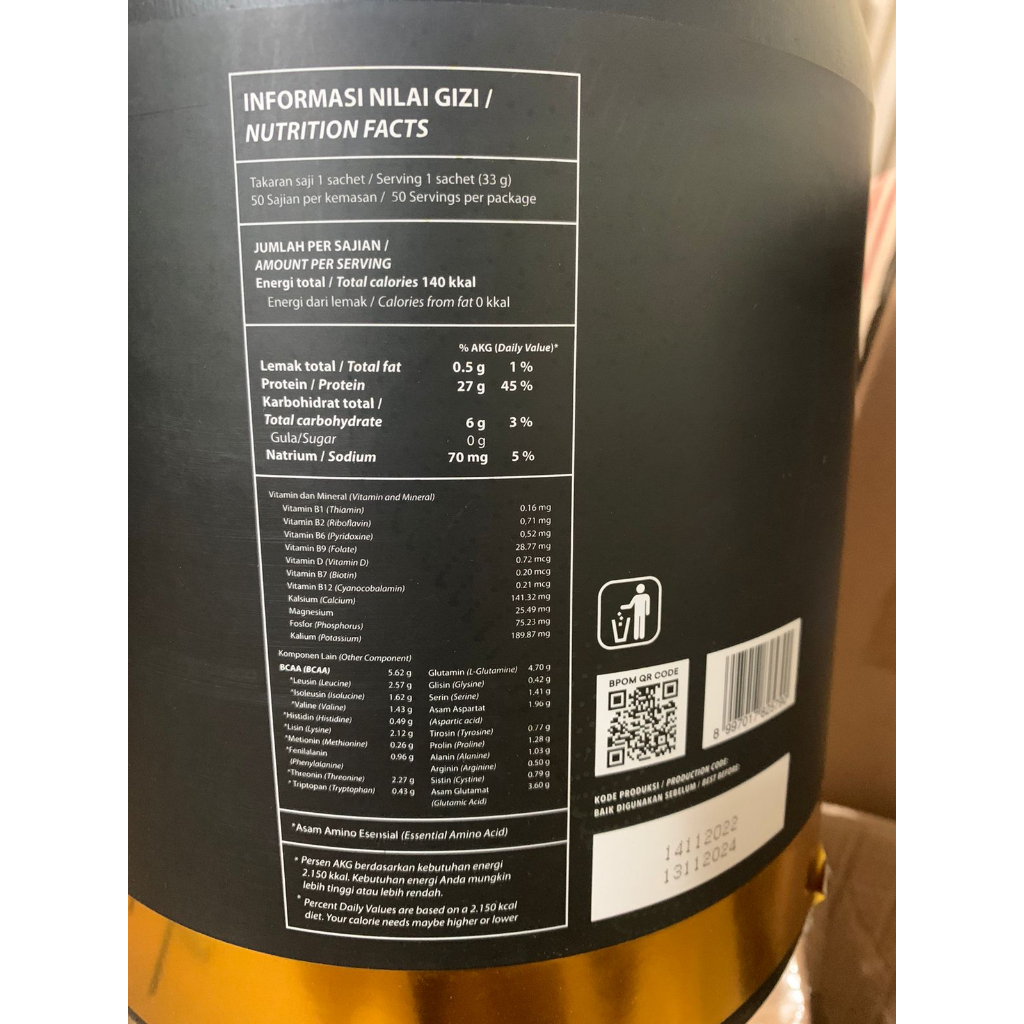 INFORMASI NILAI GIZI /
NUTRITION FACTS
Takaran saji 1 sachet / Serving 1 sachet (33 g)
50 Sajian per kemasan / 50 Servings per package
JUMLAH PER SAJIAN /
AMOUNT PER SERVING
Energi total / Total calories 140 kkal
Energi dari lemak / Calories from fat 0 kkal
% AKG (Daily Value)*
Lemak total / Total fat 0.5 g 1 %
Protein / Protein 27 g 45 %
Karbohidrat total /
Total carbohydrate 6 g 3 %
Gula/Sugar 0 g
Natrium / Sodium 70 mg 5 %
Vitamin dan Mineral (Vitamin and Mineral)
Vitamin B1 (Thiamin) 0.16 mg
Vitamin B2 (Riboflavin) 0,71 mg
Vitamin B6 (Pyridoxine) 0,52 mg
Vitamin B9 (Folate) 28.77 mg
Vitamin D (Vitamin D) 0.72 mcg
Vitamin B7 (Biotin) 0.20 mcg
Vitamin B12 (Cyanocobalamin) 0.21 mcg
Kalsium (Calcium) 141.32 mg
Magnesium 25.49 mg
Fosfor (Phosphorus) 75.23 mg
Kalium (Potassium) 189.87 mg
Komponen Lain (Other Component)
BCAA (BCAA) 5.62 g
*Leusin (Leucine) 2.57 g
*Isoleusin (Isolucine) 1.62 g
*Valine (Valine) 1.43 g
*Histidin (Histidine) 0.49 g
*Lisin (Lysine) 2.12 g
*Metionin (Methionine) 0.26 g
*Fenilalanin 0.96 g
(Phenylalanine)
*Threonin (Threonine) 2.27 g
*Triptopan (Tryptophan) 0.43 g
Glutamin (L-Glutamine) 4.70 g
Glisin (Glysine) 0.42 g
Serin (Serine) 1.41 g
Asam Aspartat 1.96 g
(Aspartic acid)
Tirosin (Tyrosine) 0.77 g
Prolin (Proline) 1.28 g
Alanin (Alanine) 1.03 g
Arginin (Arginine) 0.50 g
Sistin (Cystine) 0.79 g
Asam Glutamat 3.60 g
(Glutamic Acid)
*Asam Amino Esensial (Essential Amino Acid)
* Persen AKG berdasarkan kebutuhan energi
2.150 kkal. Kebutuhan energi Anda mungkin
lebih tinggi atau lebih rendah.
* Percent Daily Values are based on a 2.150 kcal
diet. Your calorie needs maybe higher or lower
BPOM QR CODE
KODE PRODUKSI / PRODUCTION CODE:
BAIK DIGUNAKAN SEBELUM / BEST BEFORE:
14112022
13112024